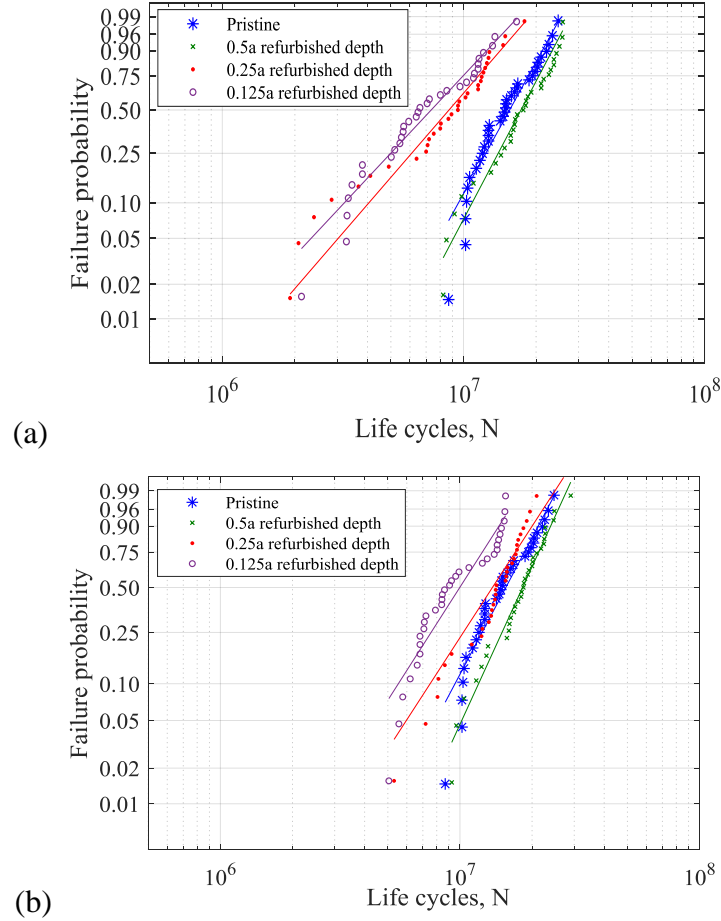 0.99
0.96
0.90
0.75
0.50
0.25
0.10
0.05
0.02
0.01
Failure probability
Pristine
0.5a refurbished depth
0.25a refurbished depth
0.125a refurbished depth
10^6
10^7
10^8
Life cycles, N
(a)
0.99
0.96
0.90
0.75
0.50
0.25
0.10
0.05
0.02
0.01
Failure probability
Pristine
0.5a refurbished depth
0.25a refurbished depth
0.125a refurbished depth
10^6
10^7
10^8
Life cycles, N
(b)